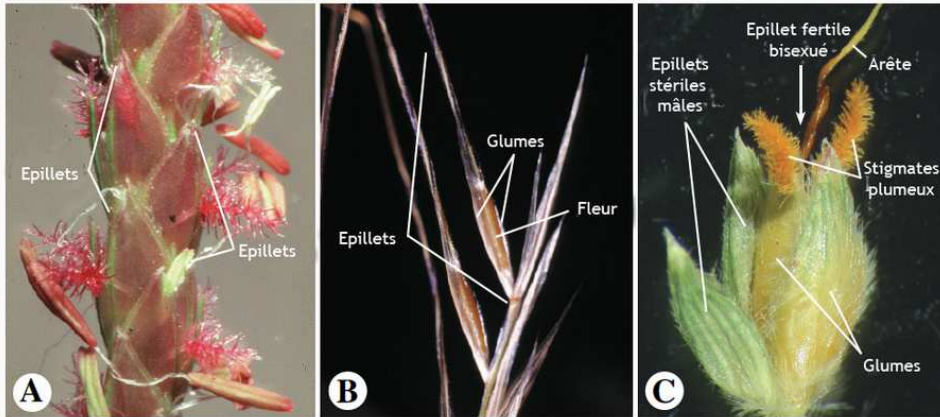 Epillets
Epillets
A
Glumes
Fleur
Epillets
B
Epillet fertile
bisexué
Arête
Epillets
stériles
mâles
Stigmates
plumeux
Glumes
C